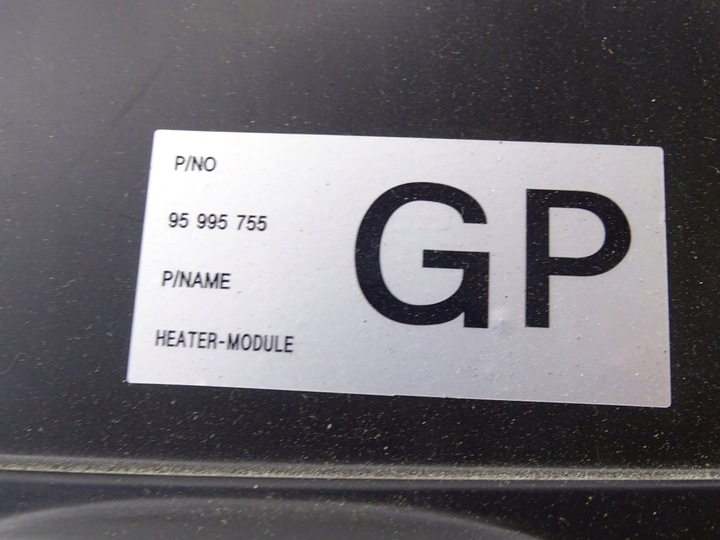 P/NO
95 995 755
P/NAME
HEATER-MODULE
GP